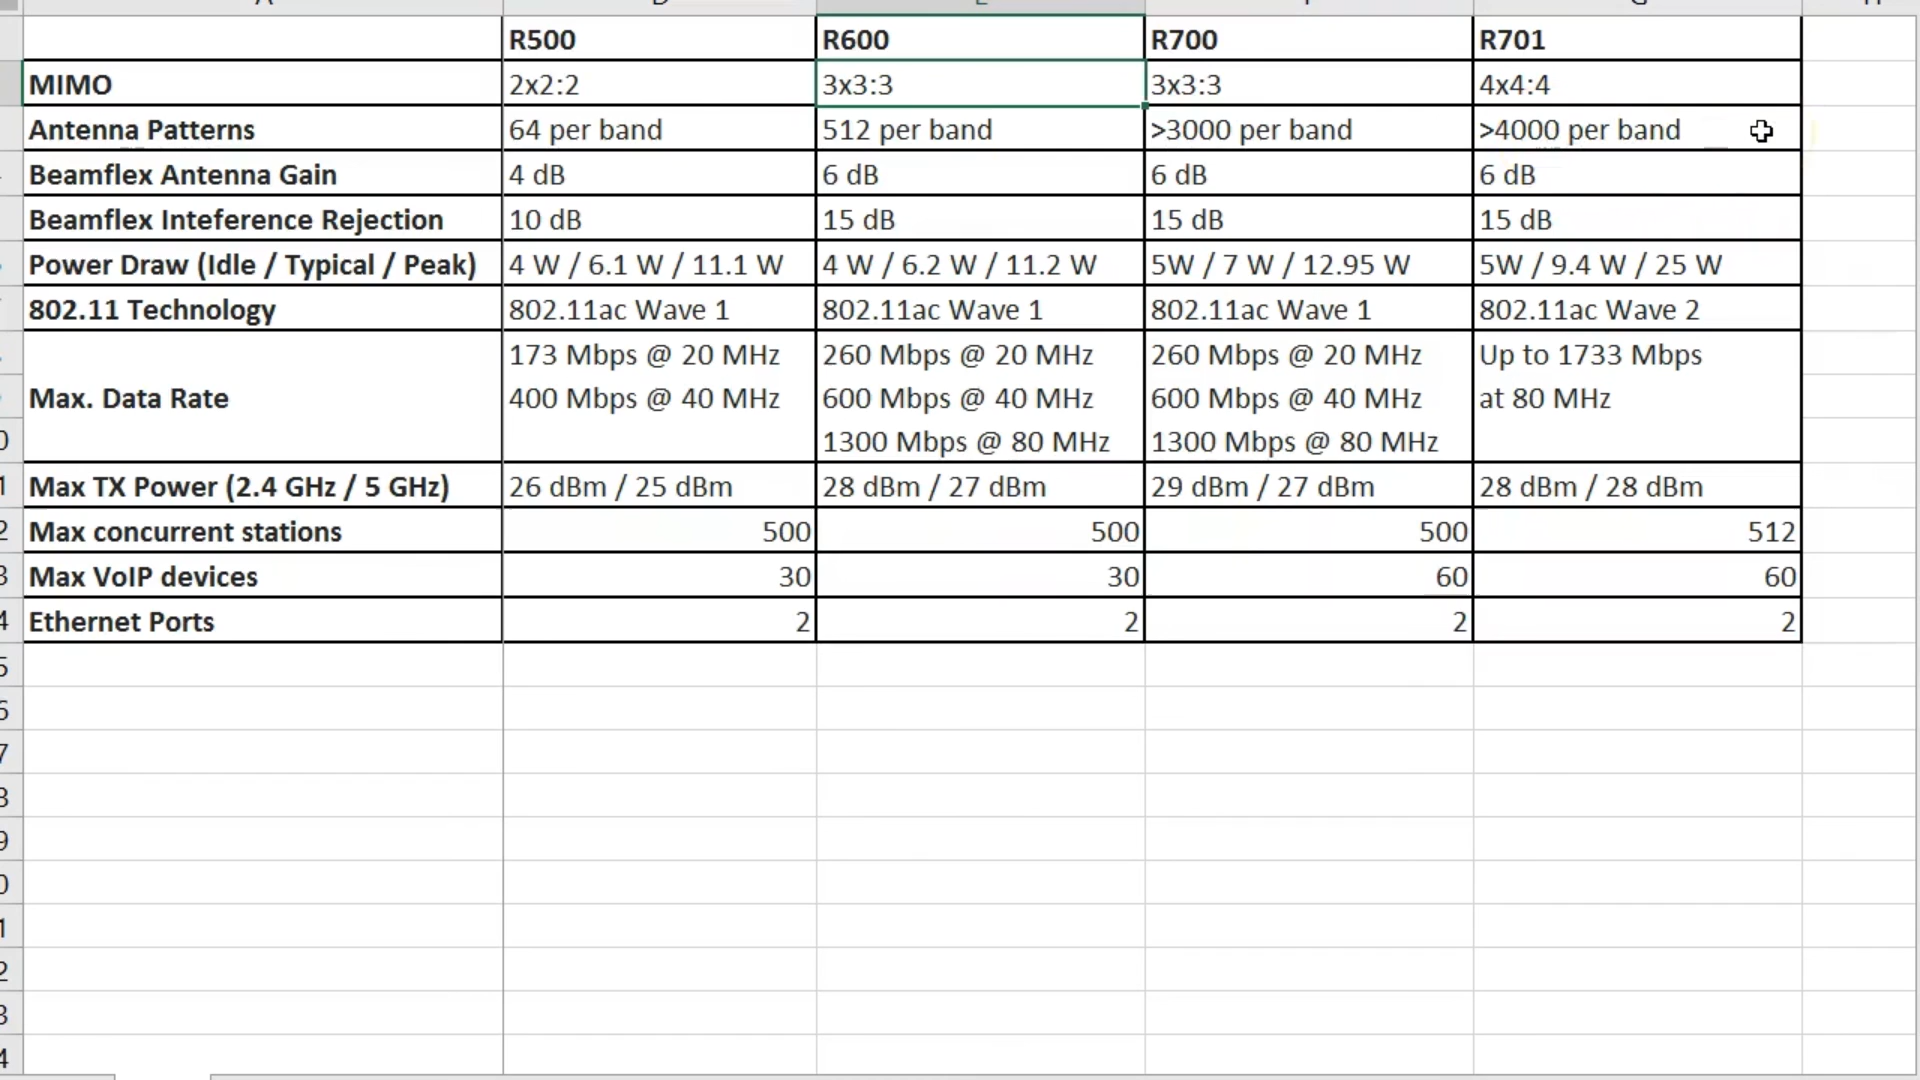 R500 R600 R700 R701
MIMO 2x2:2 3x3:3 3x3:3 4x4:4
Antenna Patterns 64 per band 512 per band >3000 per band >4000 per band
Beamflex Antenna Gain 4 dB 6 dB 6 dB 6 dB
Beamflex Inteference Rejection 10 dB 15 dB 15 dB 15 dB
Power Draw (Idle / Typical / Peak) 4 W / 6.1 W / 11.1 W 4 W / 6.2 W / 11.2 W 5W / 7 W / 12.95 W 5W / 9.4 W / 25 W
802.11 Technology 802.11ac Wave 1 802.11ac Wave 1 802.11ac Wave 1 802.11ac Wave 2
173 Mbps @ 20 MHz 260 Mbps @ 20 MHz 260 Mbps @ 20 MHz Up to 1733 Mbps
Max. Data Rate 400 Mbps @ 40 MHz 600 Mbps @ 40 MHz 600 Mbps @ 40 MHz at 80 MHz
1300 Mbps @ 80 MHz 1300 Mbps @ 80 MHz
Max TX Power (2.4 GHz / 5 GHz) 26 dBm / 25 dBm 28 dBm / 27 dBm 29 dBm / 27 dBm 28 dBm / 28 dBm
Max concurrent stations 500 500 500 512
Max VoIP devices 30 30 60 60
Ethernet Ports 2 2 2 2